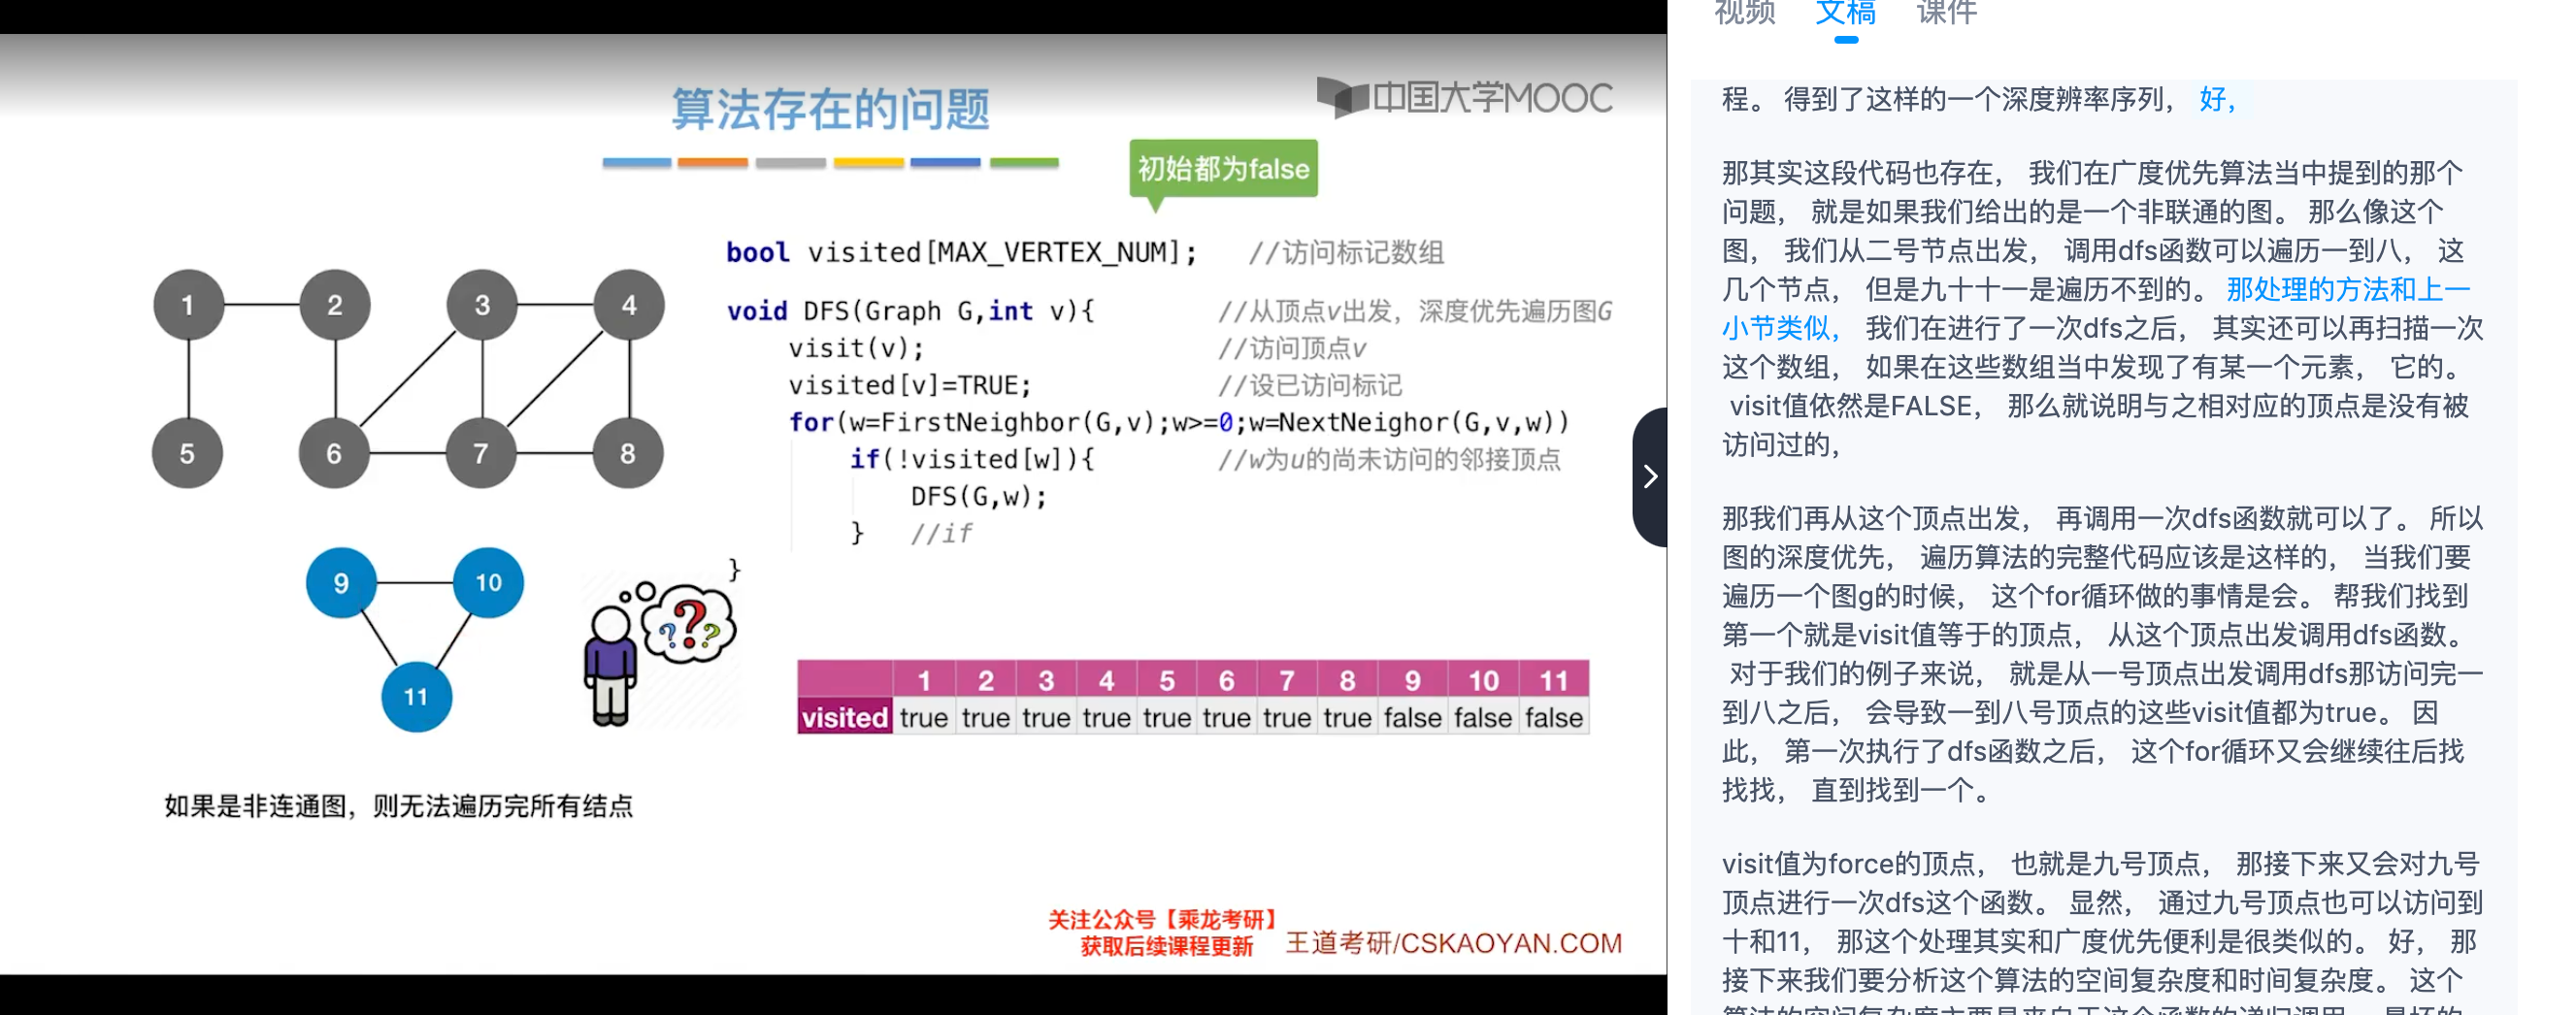 算法存在的问题
中国大学MOOC
初始都为false
bool visited[MAX_VERTEX_NUM];   //访问标记数组
void DFS(Graph G,int v){   //从顶点v出发，深度优先遍历图G
visit(v);   //访问顶点v
visited[v]=TRUE;   //设已访问标记
for(w=FirstNeighbor(G,v);w>=0;w=NextNeighor(G,v,w))
if(!visited[w]){   //w为u的尚未访问的邻接顶点
DFS(G,w);
}   //if
}
1 2 3 4
5 6 7 8
9 10
11
? ? ?
1 2 3 4 5 6 7 8 9 10 11
visited true true true true true true true true false false false
如果是非连通图，则无法遍历完所有结点
关注公众号【乘龙考研】
获取后续课程更新
王道考研/CSKAOYAN.COM
视频 文稿 课件
程。 得到了这样的一个深度辨率序列， 好，
那其实这段代码也存在， 我们在广度优先算法当中提到的那个
问题， 就是如果我们给出的是一个非联通的图。 那么像这个
图， 我们从二号节点出发， 调用dfs函数可以遍历一到八， 这
几个节点， 但是九十十一是遍历不到的。 那处理的方法和上一
小节类似， 我们在进行了一次dfs之后， 其实还可以再扫描一次
这个数组， 如果在这些数组当中发现了有某一个元素， 它的。
visit值依然是FALSE， 那么就说明与之相对应的顶点是没有被
访问过的，
那我们再从这个顶点出发， 再调用一次dfs函数就可以了。 所以
图的深度优先， 遍历算法的完整代码应该是这样的， 当我们要
遍历一个图g的时候， 这个for循环做的事情是会。 帮我们找到
第一个就是visit值等于的顶点， 从这个顶点出发调用dfs函数。
对于我们的例子来说， 就是从一号顶点出发调用dfs那访问完一
到八之后， 会导致一到八号顶点的这些visit值都为true。 因
此， 第一次执行了dfs函数之后， 这个for循环又会继续往后找
找找， 直到找到一个。
visit值为force的顶点， 也就是九号顶点， 那接下来又会对九号
顶点进行一次dfs这个函数。 显然， 通过九号顶点也可以访问到
十和11， 那这个处理其实和广度优先便利是很类似的。 好， 那
接下来我们要分析这个算法的空间复杂度和时间复杂度。 这个
算法的空间复杂度主要是来自于这个函数的递归调用， 最坏的